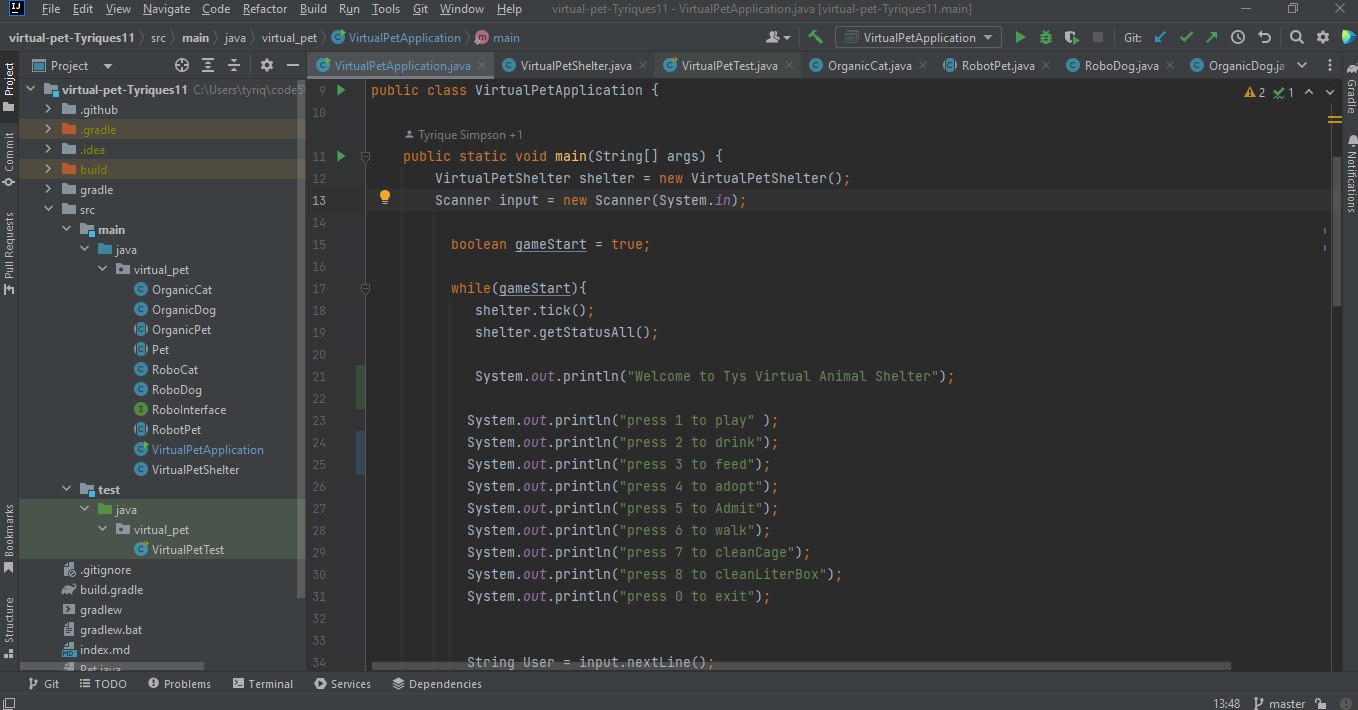 File Edit View Navigate Code Refactor Build Run Tools Git Window Help virtual-pet-Tyriques11 - VirtualPetApplication.java [virtual-pet-Tyriques11.main]
virtual-pet-Tyriques11 src main java virtual_pet VirtualPetApplication main VirtualPetApplication Git:
Project VirtualPetApplication.java VirtualPetShelter.java VirtualPetTest.java OrganicCat.java RobotPet.java RoboDog.java OrganicDog.ja
Project
Commit
Pull Requests
Bookmarks
Structure
virtual-pet-Tyriques11 C:\Users\tyriq\code5
.github
.gradle
.idea
build
gradle
src
main
java
virtual_pet
OrganicCat
OrganicDog
OrganicPet
Pet
RoboCat
RoboDog
RoboInterface
RobotPet
VirtualPetApplication
VirtualPetShelter
test
java
virtual_pet
VirtualPetTest
.gitignore
build.gradle
gradlew
gradlew.bat
index.md
Pet.java
9 public class VirtualPetApplication {
10
Tyrique Simpson +1
11 public static void main(String[] args) {
12 VirtualPetShelter shelter = new VirtualPetShelter();
13 Scanner input = new Scanner(System.in);
14
15 boolean gameStart = true;
16
17 while(gameStart){
18 shelter.tick();
19 shelter.getStatusAll();
20
21 System.out.println("Welcome to Tys Virtual Animal Shelter");
22
23 System.out.println("press 1 to play" );
24 System.out.println("press 2 to drink");
25 System.out.println("press 3 to feed");
26 System.out.println("press 4 to adopt");
27 System.out.println("press 5 to Admit");
28 System.out.println("press 6 to walk");
29 System.out.println("press 7 to cleanCage");
30 System.out.println("press 8 to cleanLiterBox");
31 System.out.println("press 0 to exit");
32
33
34 String User = input.nextLine();
2 1
Gradle
Notifications
Git TODO Problems Terminal Services Dependencies
13:48 master